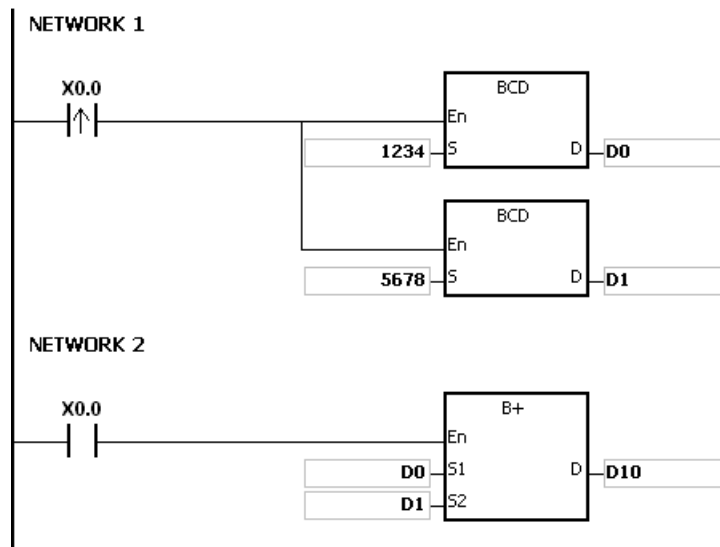 NETWORK 1
X0.0
BCD
En
1234 S D D0
BCD
En
5678 S D D1
NETWORK 2
X0.0
B+
En
D0 S1 D D10
D1 S2